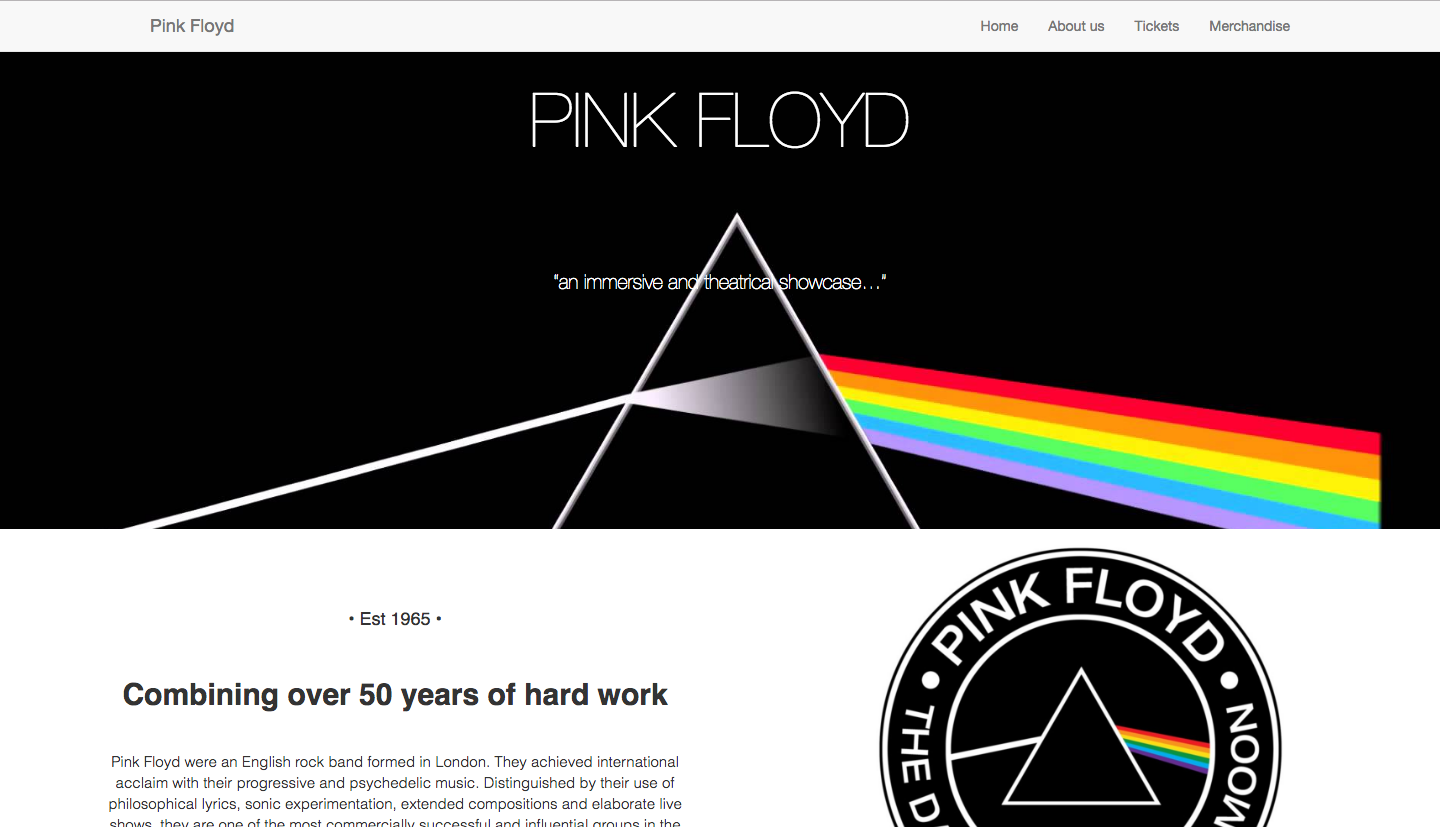 Pink Floyd
Home
About us
Tickets
Merchandise
PINK FLOYD
"an immersive and theatrical showcase…"
• Est 1965 •
Combining over 50 years of hard work
Pink Floyd were an English rock band formed in London. They achieved international
acclaim with their progressive and psychedelic music. Distinguished by their use of
philosophical lyrics, sonic experimentation, extended compositions and elaborate live
shows, they are one of the most commercially successful and influential groups in the
• PINK FLOYD •
THE
MOON